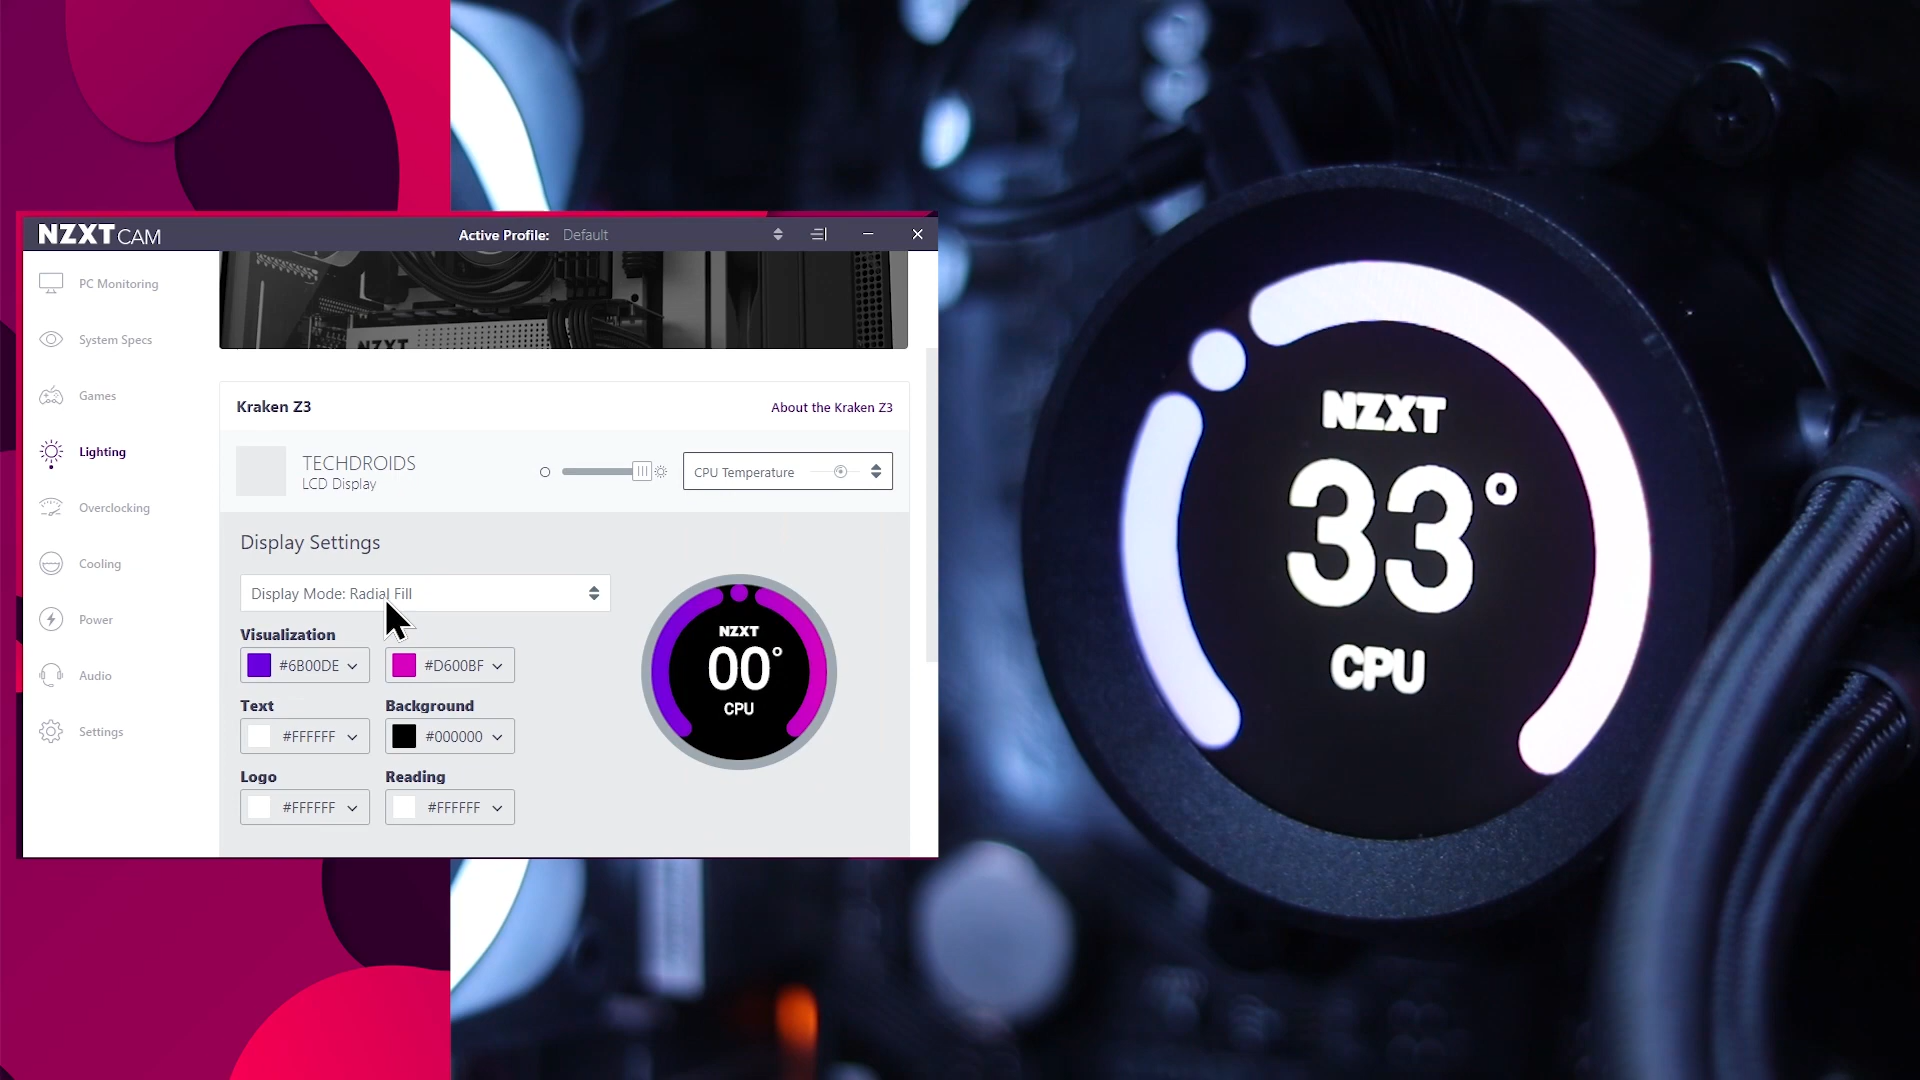 NZXT CAM
Active Profile: Default
PC Monitoring
System Specs
Games
Lighting
Overclocking
Cooling
Power
Audio
Settings
NZXT
Kraken Z3
About the Kraken Z3
TECHDROIDS
LCD Display
CPU Temperature
Display Settings
Display Mode: Radial Fill
Visualization
#6B00DE
#D600BF
Text
Background
#FFFFFF
#000000
Logo
Reading
#FFFFFF
#FFFFFF
NZXT
00°
CPU
NZXT
33°
CPU